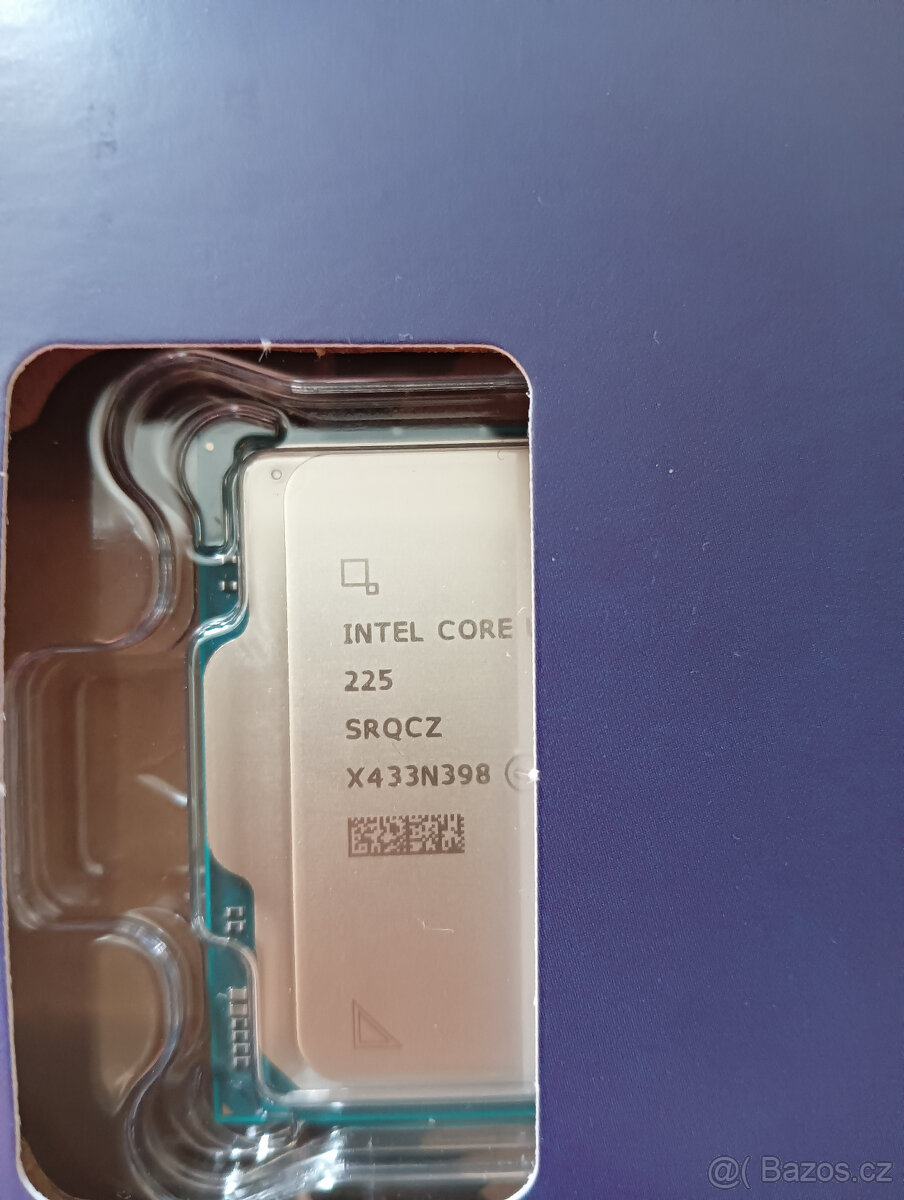 INTEL CORE
225
SRQCZ
X433N398
@( Bazos.cz